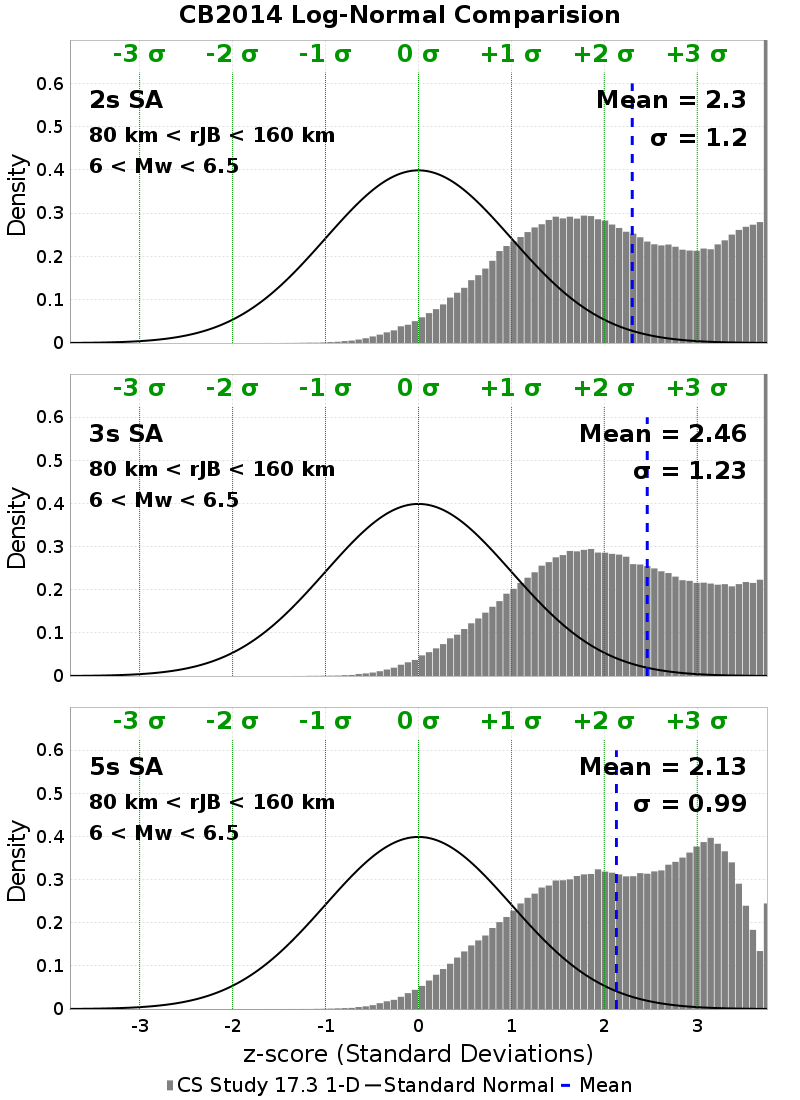 CB2014 Log-Normal Comparision
-3 σ -2 σ -1 σ 0 σ +1 σ +2 σ +3 σ
0.6
2s SA
Mean = 2.3
0.5
80 km < rJB < 160 km
σ = 1.2
6 < Mw < 6.5
0.4
0.3
0.2
0.1
0
Density
-3 σ -2 σ -1 σ 0 σ +1 σ +2 σ +3 σ
0.6
3s SA
Mean = 2.46
0.5
80 km < rJB < 160 km
σ = 1.23
6 < Mw < 6.5
0.4
0.3
0.2
0.1
0
Density
-3 σ -2 σ -1 σ 0 σ +1 σ +2 σ +3 σ
0.6
5s SA
Mean = 2.13
0.5
80 km < rJB < 160 km
σ = 0.99
6 < Mw < 6.5
0.4
0.3
0.2
0.1
0
Density
-3 -2 -1 0 1 2 3
z-score (Standard Deviations)
CS Study 17.3 1-D Standard Normal Mean